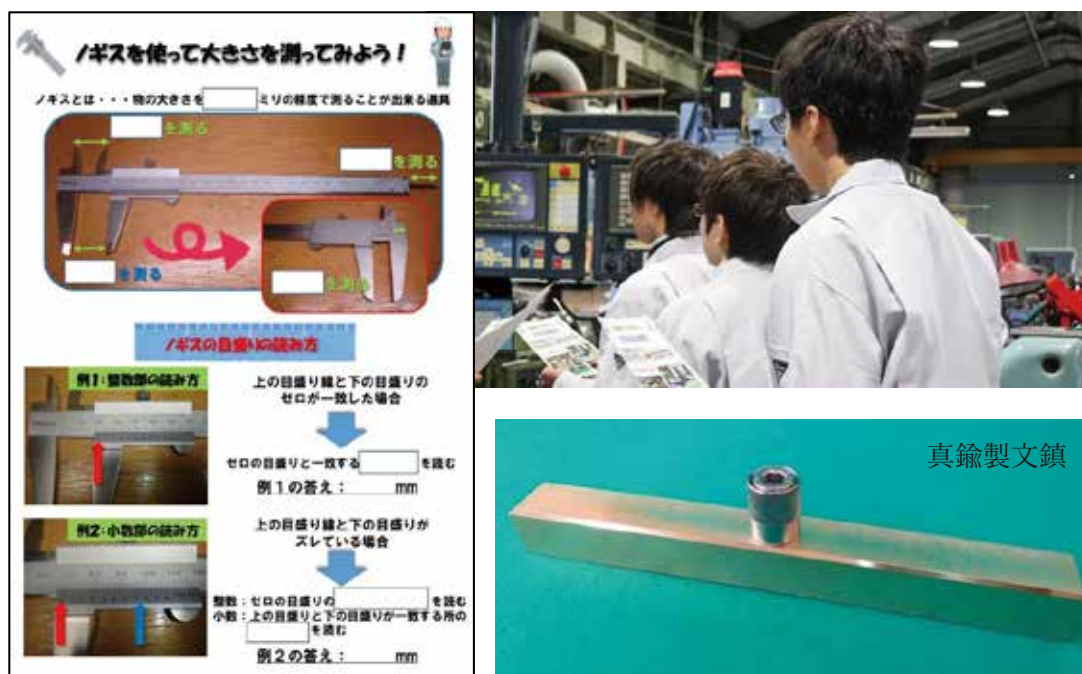 ノギスを使って大きさを測ってみよう！
ノギスとは・・・物の大きさを ミリの精度で測ることが出来る道具
を測る
を測る
を測る
を測る
ノギスの目盛りの読み方
例1：整数部の読み方
上の目盛り線と下の目盛りの
ゼロが一致した場合
ゼロの目盛りと一致する を読む
例1の答え： mm
例2：小数部の読み方
上の目盛り線と下の目盛りが
ズレている場合
整数：ゼロの目盛りの を読む
小数：上の目盛りと下の目盛りが一致する所の
を読む
例2の答え： mm
真鍮製文鎮